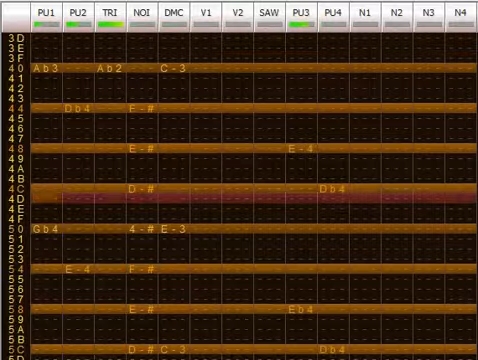 PU1 PU2 TRI NOI DMC V1 V2 SAW PU3 PU4 N1 N2 N3 N4
3D
3E
3F
40 Ab3 Ab2 C-3
41
42
43
44 Db4 E-#
45
46
47
48 E-# E-4
49
4A
4B
4C D-# Db4
4D
4E
4F
50 Gb4 4-# E-3
51
52
53
54 E-4 F-#
55
56
57
58 E-# Eb4
59
5A
5B
5C D-# C-3 Db4